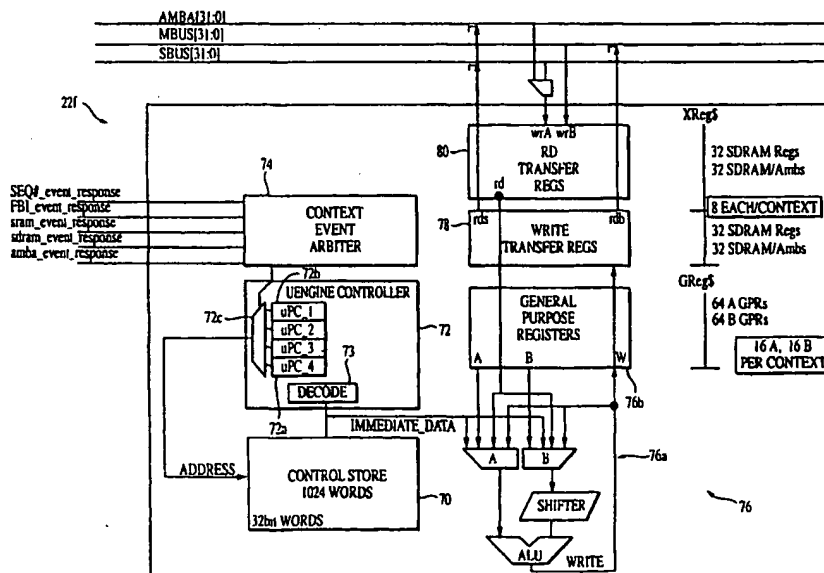 AMBA[31:0]
MBUS[31:0]
SBUS[31:0]
22f
XReg$
wrA wrB
80
RD
TRANSFER
REGS
rd
32 SDRAM Regs
32 SDRAM/Ambs
74
SEQ#_event_response
FBI_event_response
sram_event_response
sdram_event_response
amba_event_response
CONTEXT
EVENT
ARBITER
8 EACH/CONTEXT
78
rds
rdb
WRITE
TRANSFER REGS
32 SDRAM Regs
32 SDRAM/Ambs
72b
UENGINE CONTROLLER
72c
uPC_1
uPC_2
uPC_3
uPC_4
72
73
DECODE
72a
GReg$
GENERAL
PURPOSE
REGISTERS
64 A GPRs
64 B GPRs
A B W
16 A, 16 B
PER CONTEXT
76b
IMMEDIATE_DATA
ADDRESS
CONTROL STORE
1024 WORDS
32bit WORDS
70
A B
76a
SHIFTER
76
ALU
WRITE